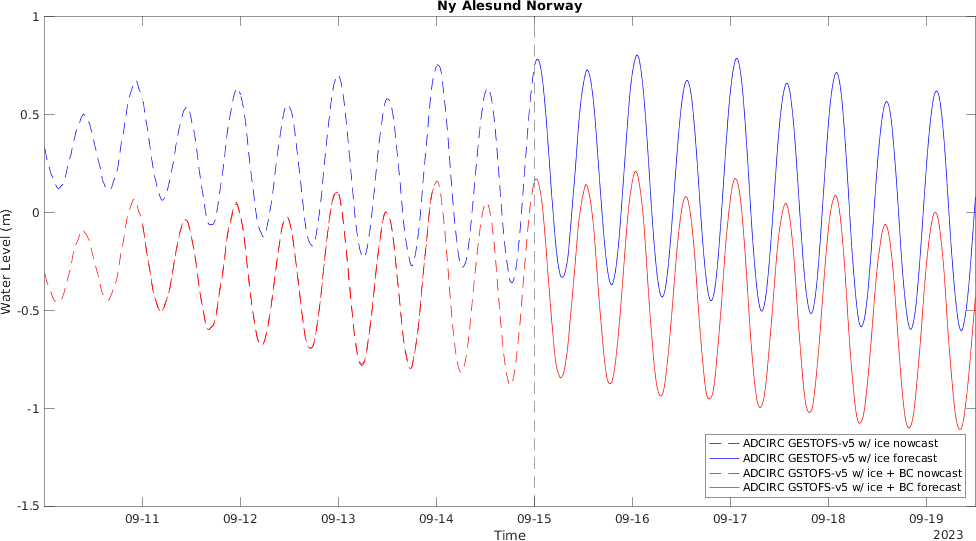 Ny Alesund Norway
1
0.5
0
-0.5
-1
-1.5
Water Level (m)
09-11 09-12 09-13 09-14 09-15 09-16 09-17 09-18 09-19
Time
2023
ADCIRC GESTOFS-v5 w/ ice nowcast
ADCIRC GESTOFS-v5 w/ ice forecast
ADCIRC GSTOFS-v5 w/ ice + BC nowcast
ADCIRC GSTOFS-v5 w/ ice + BC forecast